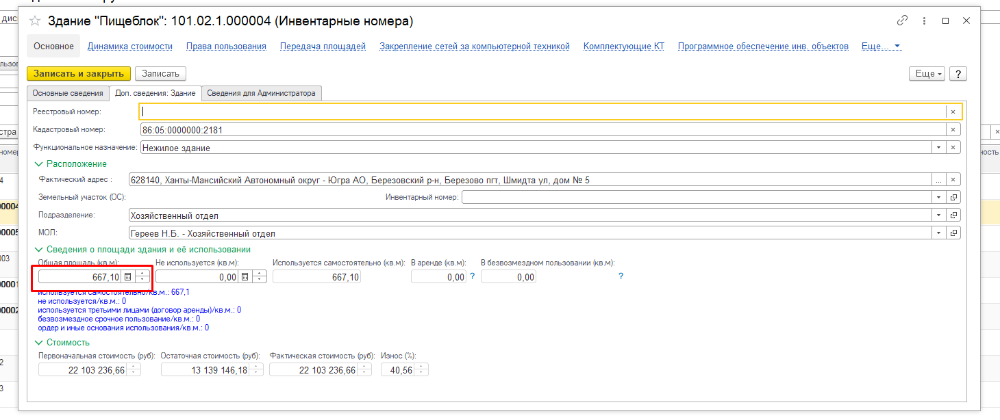 дис
Здание "Пищеблок": 101.02.1.000004 (Инвентарные номера)
Основное Динамика стоимости Права пользования Передача площадей Закрепление сетей за компьютерной техникой Комплектующие КТ Программное обеспечение инв. объектов Еще...
Записать и закрыть Записать Еще ?
Основные сведения Доп. сведения: Здание Сведения для Администратора
Реестровый номер:
Кадастровый номер: 86:05:0000000:2181
Функциональное назначение: Нежилое здание
Расположение
Фактический адрес : 628140, Ханты-Мансийский Автономный округ - Югра АО, Березовский р-н, Березово пгт, Шмидта ул, дом № 5 ...
Земельный участок (ОС): Инвентарный номер:
Подразделение: Хозяйственный отдел
МОЛ: Гереев Н.Б. - Хозяйственный отдел
Сведения о площади здания и её использовании
Общая площадь (кв.м): Не используется (кв.м): Используется самостоятельно (кв.м): В аренде (кв.м): В безвозмездном пользовании (кв.м):
667,10 0,00 667,10 0,00 ? 0,00 ?
используется самостоятельно/кв.м.: 667,1
не используется/кв.м.: 0
используется третьими лицами (договор аренды)/кв.м.: 0
безвозмездное срочное пользование/кв.м.: 0
ордер и иные основания использования/кв.м.: 0
Стоимость
Первоначальная стоимость (руб): Остаточная стоимость (руб): Фактическая стоимость (руб): Износ (%):
22 103 236,66 13 139 146,18 22 103 236,66 40,56